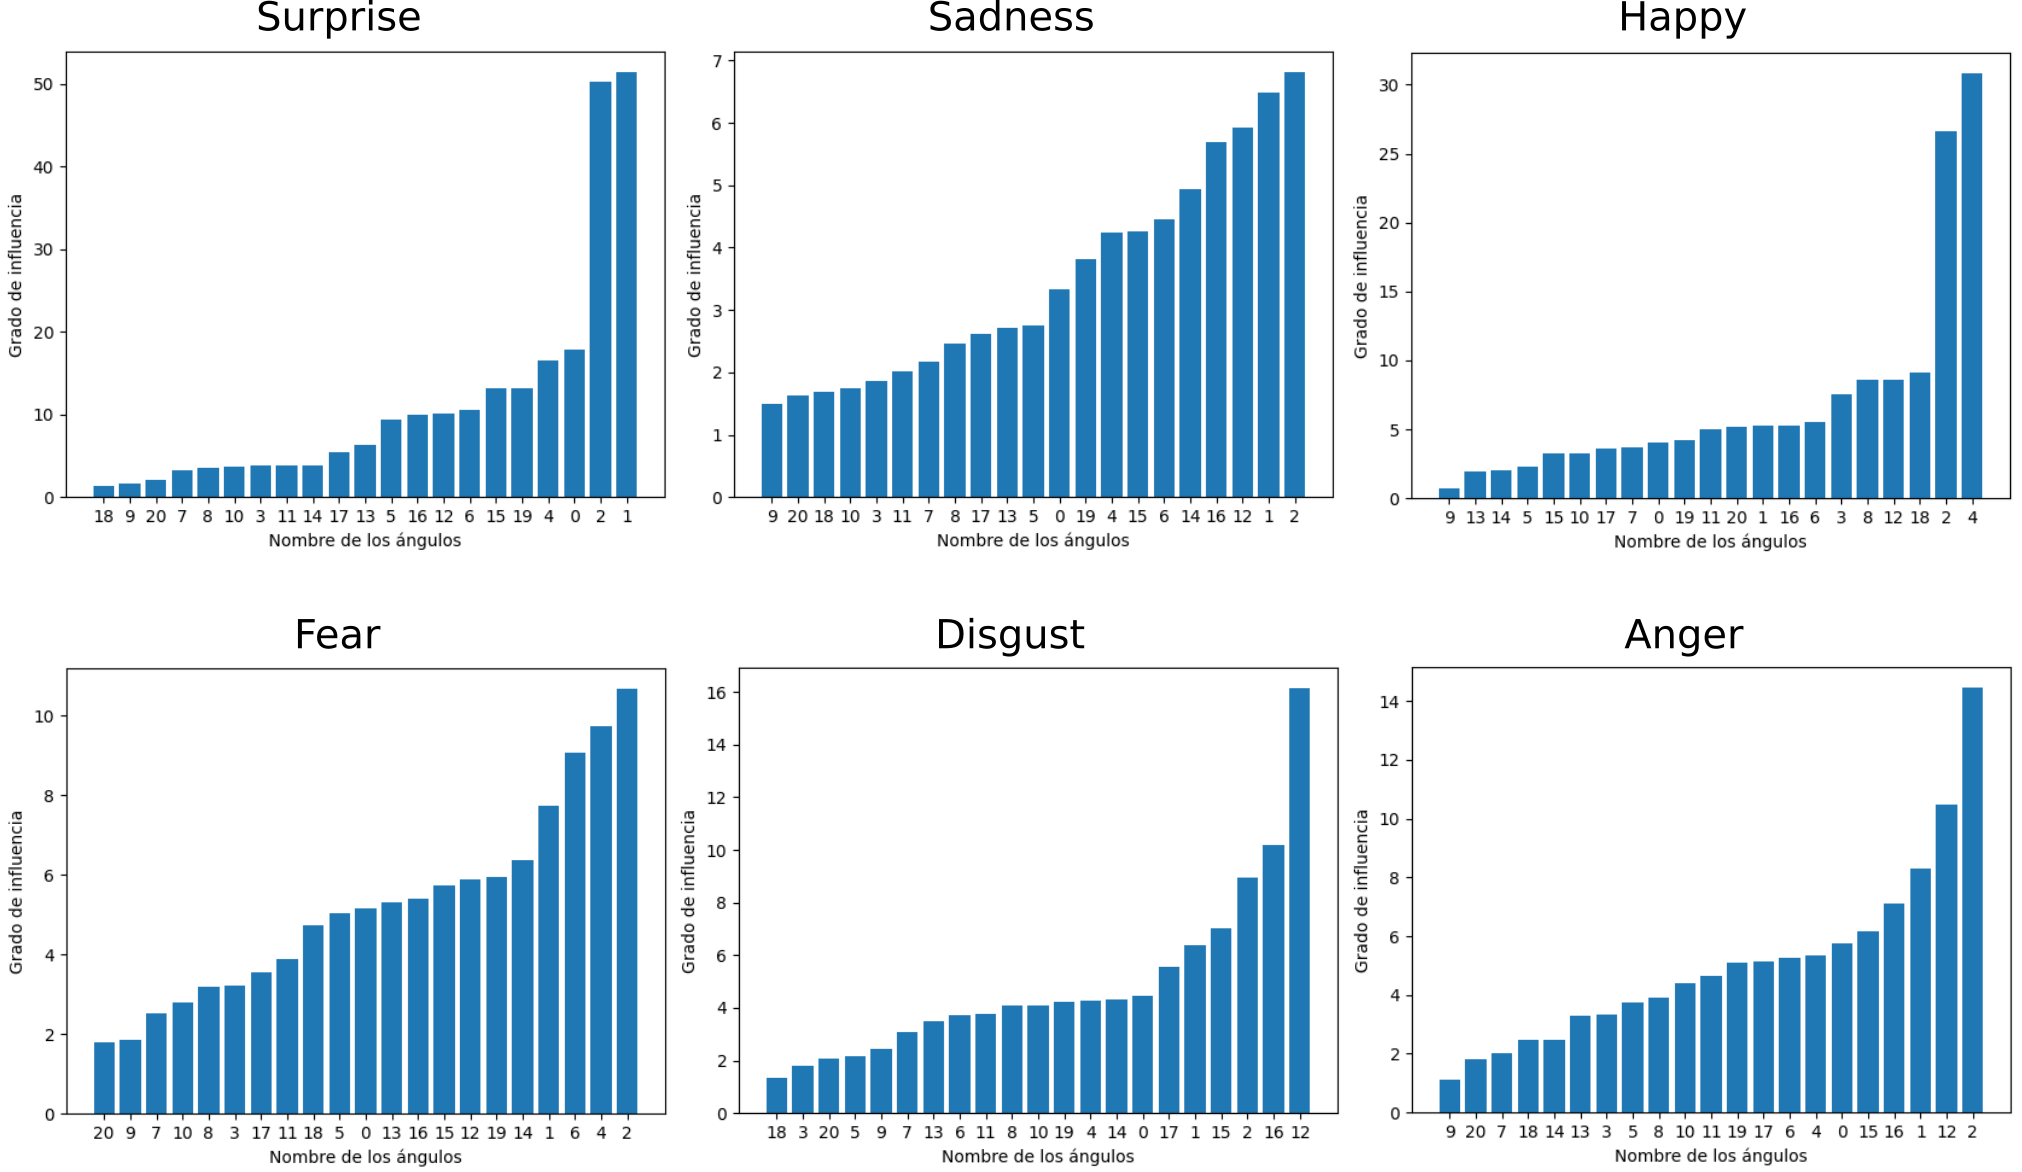 Surprise
Grado de influencia
50
40
30
20
10
0
18 9 20 7 8 10 3 11 14 17 13 5 16 12 6 15 19 4 0 2 1
Nombre de los ángulos
Sadness
Grado de influencia
7
6
5
4
3
2
1
0
9 20 18 10 3 11 7 8 17 13 5 0 19 4 15 6 14 16 12 1 2
Nombre de los ángulos
Happy
Grado de influencia
30
25
20
15
10
5
0
9 13 14 5 15 10 17 7 0 19 11 20 1 16 6 3 8 12 18 2 4
Nombre de los ángulos
Fear
Grado de influencia
10
8
6
4
2
0
20 9 7 10 8 3 17 11 18 5 0 13 16 15 12 19 14 1 6 4 2
Nombre de los ángulos
Disgust
Grado de influencia
16
14
12
10
8
6
4
2
0
18 3 20 5 9 7 13 6 11 8 10 19 4 14 0 17 1 15 2 16 12
Nombre de los ángulos
Anger
Grado de influencia
14
12
10
8
6
4
2
0
9 20 7 18 14 13 3 5 8 10 11 19 17 6 4 0 15 16 1 12 2
Nombre de los ángulos